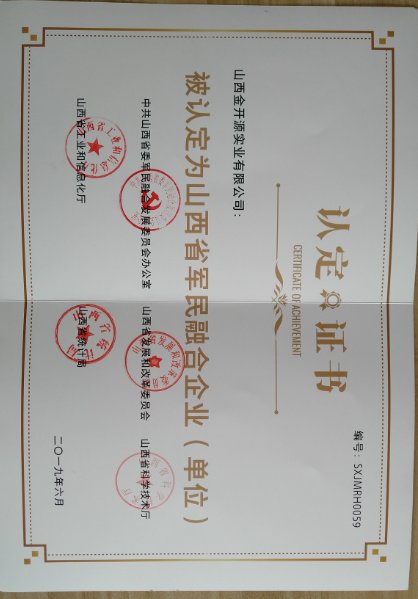 编号：SXJMRH0059
认定证书
CERTIFICATE OF ACHIEVEMENT
山西金开源实业有限公司：
被认定为山西省军民融合企业（单位）
中共山西省委军民融合发展委员会办公室 山西省发展和改革委员会 山西省科学技术厅
山西省工业和信息化厅 山西省统计局
二〇一九年六月